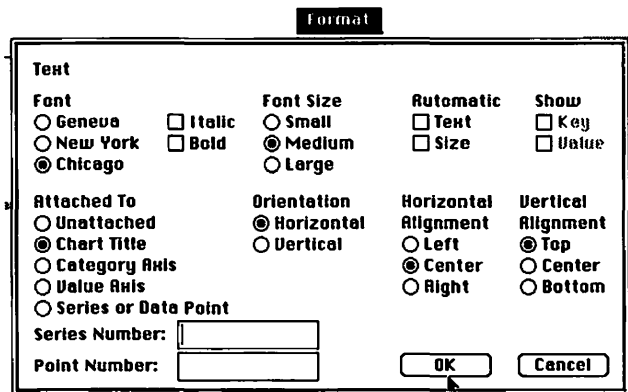 Format
Text
Font Font Size Automatic Show
Geneva Italic Small Text Key
New York Bold Medium Size Value
Chicago Large
Attached To Orientation Horizontal Alignment Vertical Alignment
Unattached Horizontal Left Top
Chart Title Vertical Center Center
Category Axis Right Bottom
Value Axis
Series or Data Point
Series Number:
Point Number: OK Cancel